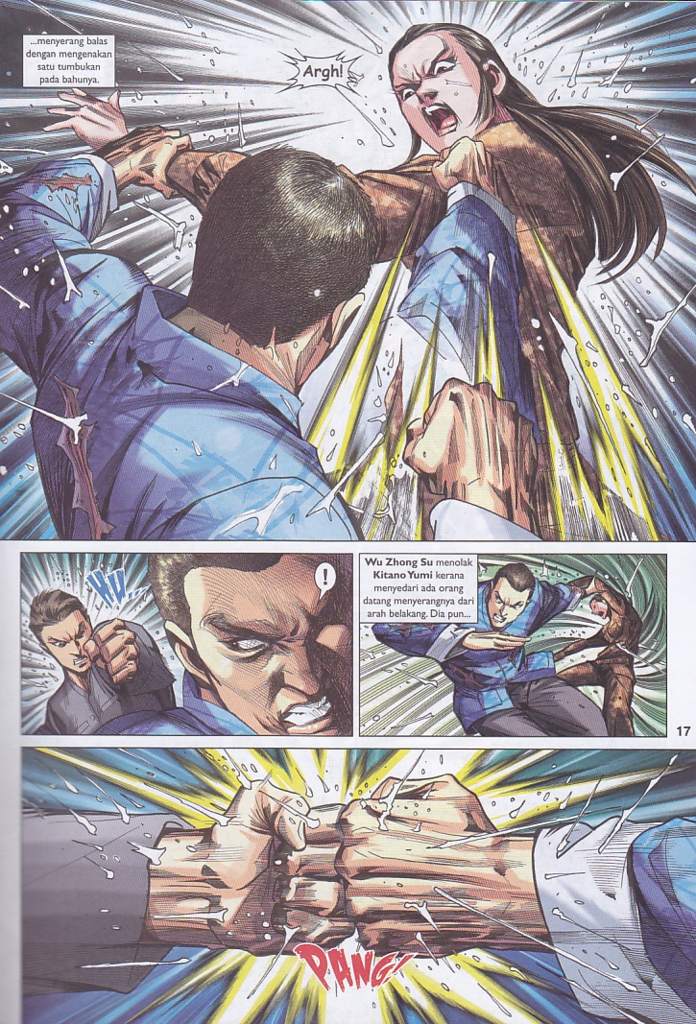 ...menyerang balas
dengan mengenakan
satu tumbukan
pada bahunya.
Argh!
HU...
!
Wu Zhong Su menolak
Kitano Yumi kerana
menyedari ada orang
datang menyerangnya dari
arah belakang. Dia pun...
17
PANG!